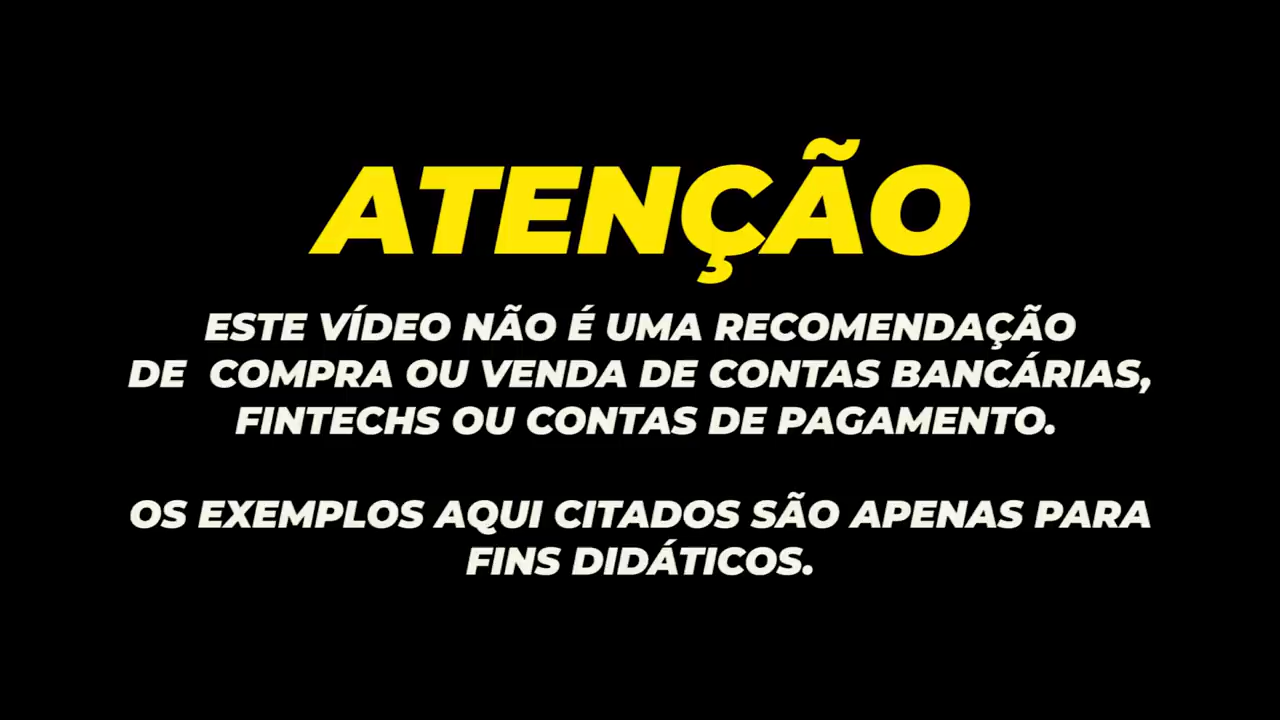 ATENÇÃO
ESTE VÍDEO NÃO É UMA RECOMENDAÇÃO
DE  COMPRA OU VENDA DE CONTAS BANCÁRIAS,
FINTECHS OU CONTAS DE PAGAMENTO.
OS EXEMPLOS AQUI CITADOS SÃO APENAS PARA
FINS DIDÁTICOS.